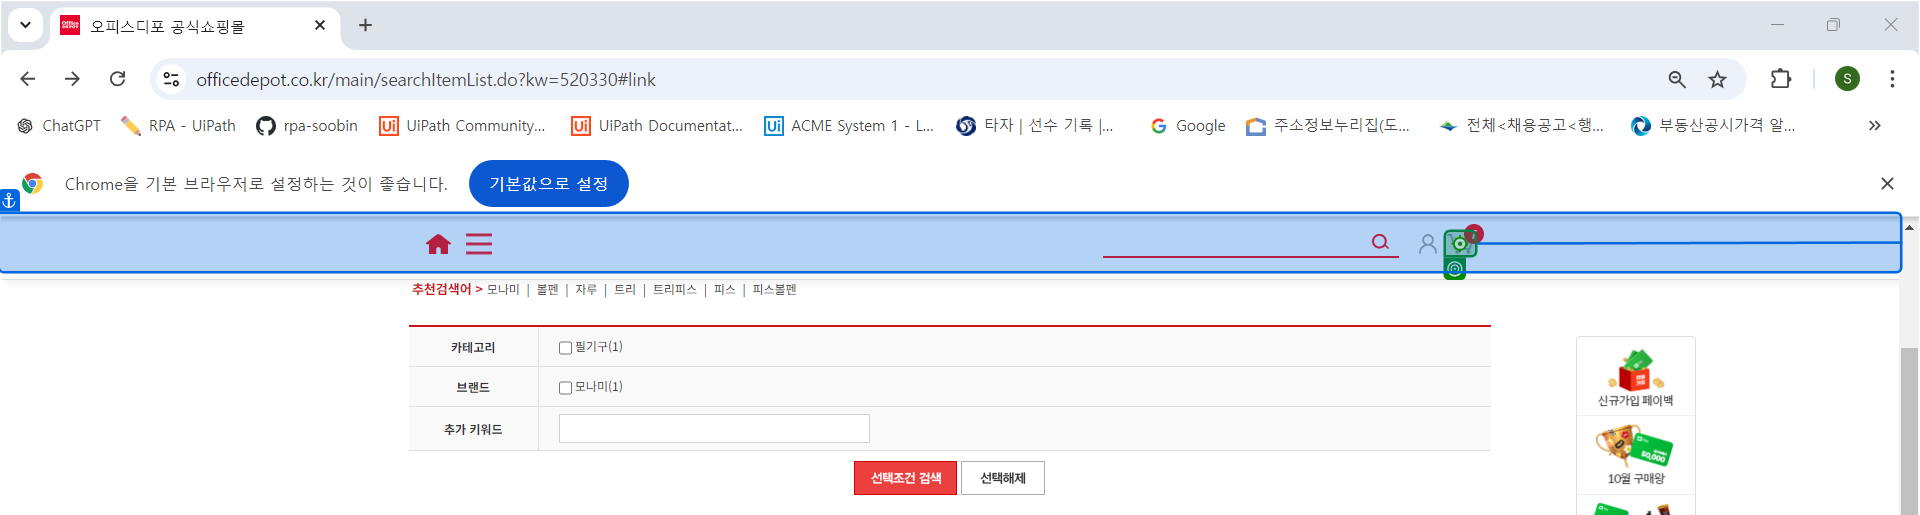 오피스디포 공식쇼핑몰
officedepot.co.kr/main/searchItemList.do?kw=520330#link
S
ChatGPT RPA - UiPath rpa-soobin UiPath Community... UiPath Documentat... ACME System 1 - L... 타자 | 선수 기록 |... Google 주소정보누리집(도... 전체<채용공고<행... 부동산공시가격 알...
Chrome을 기본 브라우저로 설정하는 것이 좋습니다. 기본값으로 설정
추천검색어 > 모나미 | 볼펜 | 자루 | 트리 | 트리피스 | 피스 | 피스볼펜
카테고리 필기구(1)
브랜드 모나미(1)
추가 키워드
선택조건 검색 선택해제
신규가입 페이백
50,000
10월 구매왕